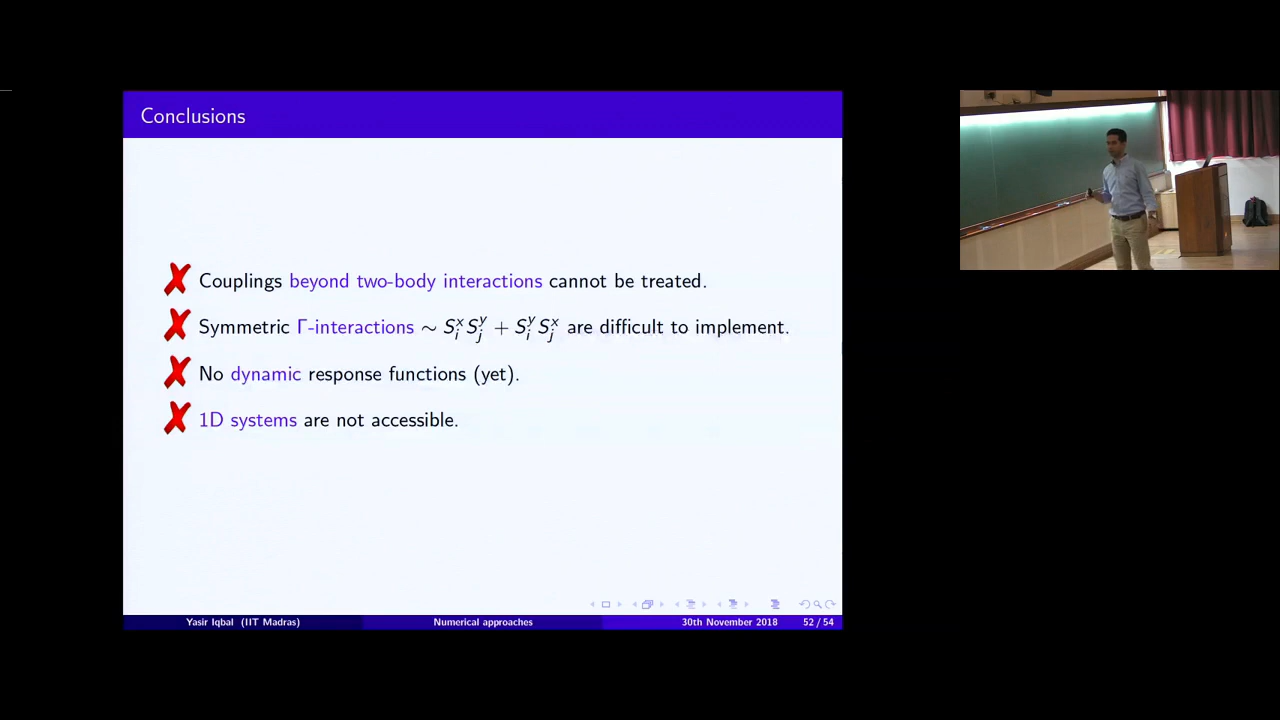 Conclusions
✗ Couplings beyond two-body interactions cannot be treated.
✗ Symmetric Γ-interactions ∼ S_i^x S_j^y + S_i^y S_j^x are difficult to implement.
✗ No dynamic response functions (yet).
✗ 1D systems are not accessible.
Yasir Iqbal (IIT Madras) Numerical approaches 30th November 2018 52 / 54